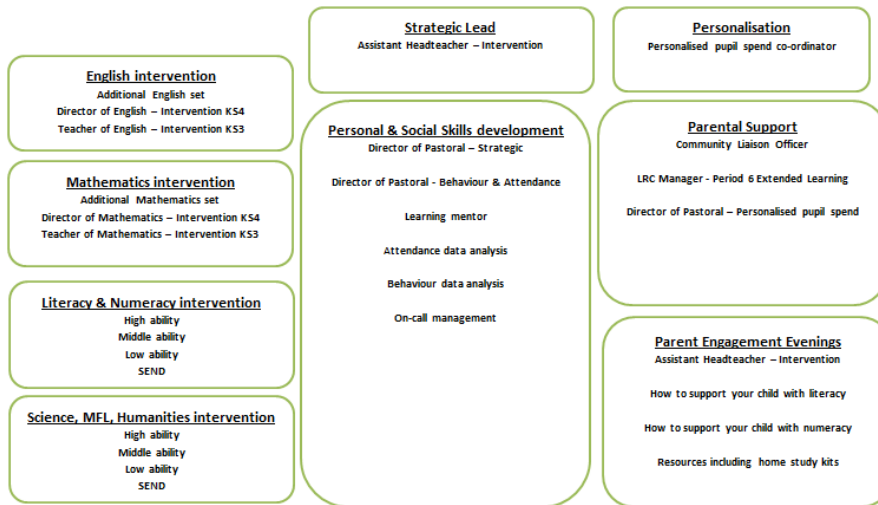 English intervention
Additional English set
Director of English – Intervention KS4
Teacher of English – Intervention KS3
Mathematics intervention
Additional Mathematics set
Director of Mathematics – Intervention KS4
Teacher of Mathematics – Intervention KS3
Literacy & Numeracy intervention
High ability
Middle ability
Low ability
SEND
Science, MFL, Humanities intervention
High ability
Middle ability
Low ability
SEND
Strategic Lead
Assistant Headteacher – Intervention
Personal & Social Skills development
Director of Pastoral – Strategic
Director of Pastoral - Behaviour & Attendance
Learning mentor
Attendance data analysis
Behaviour data analysis
On-call management
Personalisation
Personalised pupil spend co-ordinator
Parental Support
Community Liaison Officer
LRC Manager - Period 6 Extended Learning
Director of Pastoral – Personalised pupil spend
Parent Engagement Evenings
Assistant Headteacher – Intervention
How to support your child with literacy
How to support your child with numeracy
Resources including home study kits